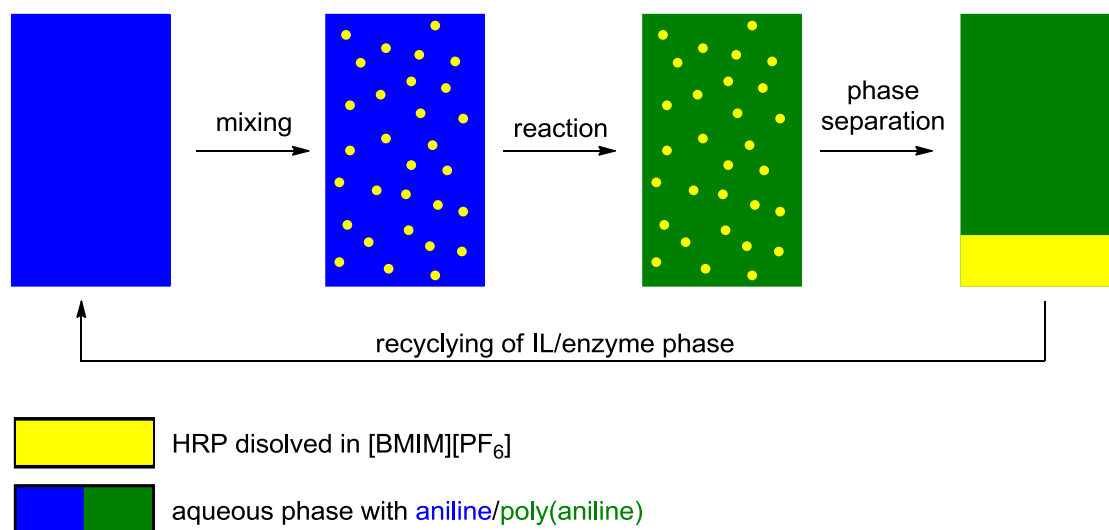 mixing
reaction
phase
separation
recyclying of IL/enzyme phase
HRP disolved in [BMIM][PF₆]
aqueous phase with aniline/poly(aniline)